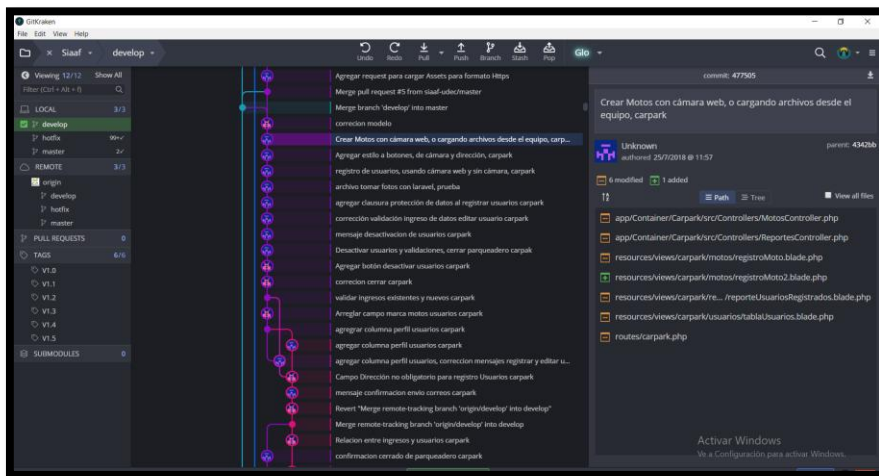 GitKraken
File Edit View Help
Siaaf develop
Undo Redo Pull Push Branch Stash Pop Glo
Viewing 12/12 Show All
Filter (Ctrl + Alt + f)
LOCAL 3/3
develop
hotfix 99+
master 2
REMOTE 3/3
origin
develop
hotfix
master
PULL REQUESTS 0
TAGS 6/6
V1.0
V1.1
V1.2
V1.3
V1.4
V1.5
SUBMODULES 0
Agregar request para cargar Assets para formato Https
Merge pull request #5 from siaaf-udec/master
Merge branch 'develop' into master
correcion modelo
Crear Motos con cámara web, o cargando archivos desde el equipo, carp...
Agregar estilo a botones, de cámara y dirección, carpark
registro de usuarios, usando cámara web y sin cámara, carpark
archivo tomar fotos con laravel, prueba
agregar clausura protección de datos al registrar usuarios carpark
corrección validación ingreso de datos editar usuario carpark
mensaje desactivacion de usuarios carpark
Desactivar usuarios y validaciones, cerrar parqueadero carpak
Agregar botón desactivar usuarios carpark
correcion cerrar carpark
validar ingresos existentes y nuevos carpark
Arreglar campo marca motos usuarios carpark
agregrar columna perfil usuarios carpark
agregar columna perfil usuarios carpark
agregar columna perfil usuarios, correccion mensajes registrar y editar u...
Campo Dirección no obligatorio para registro Usuarios carpark
mensaje confirmacion envio correos carpark
Revert "Merge remote-tracking branch 'origin/develop' into develop"
Merge remote-tracking branch 'origin/develop' into develop
Relacion entre ingresos y usuarios carpark
confirmacion cerrado de parqueadero carpark
commit: 477505
Crear Motos con cámara web, o cargando archivos desde el
equipo, carpark
Unknown
authored 25/7/2018 @ 11:57
parent: 4342bb
6 modified 1 added
Path Tree View all files
app/Container/Carpark/src/Controllers/MotosController.php
app/Container/Carpark/src/Controllers/ReportesController.php
resources/views/carpark/motos/registroMoto.blade.php
resources/views/carpark/motos/registroMoto2.blade.php
resources/views/carpark/re... /reporteUsuariosRegistrados.blade.php
resources/views/carpark/usuarios/tablaUsuarios.blade.php
routes/carpark.php
Activar Windows
Ve a Configuración para activar Windows.